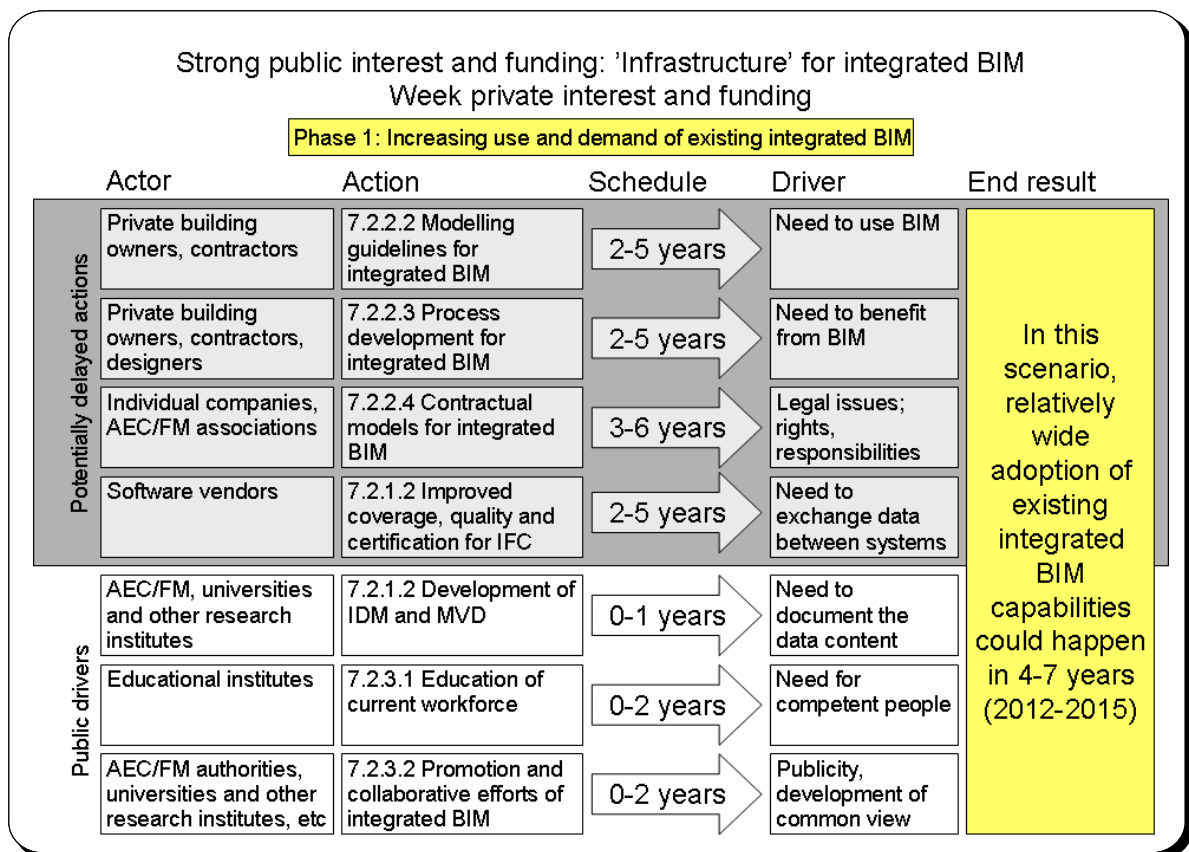 Strong public interest and funding: ’Infrastructure’ for integrated BIM
Week private interest and funding
Phase 1: Increasing use and demand of existing integrated BIM
Actor
Action
Schedule
Driver
End result
Potentially delayed actions
Private building
owners, contractors
7.2.2.2 Modelling
guidelines for
integrated BIM
2-5 years
Need to use BIM
Private building
owners, contractors,
designers
7.2.2.3 Process
development for
integrated BIM
2-5 years
Need to benefit
from BIM
Individual companies,
AEC/FM associations
7.2.2.4 Contractual
models for integrated
BIM
3-6 years
Legal issues;
rights,
responsibilities
Software vendors
7.2.1.2 Improved
coverage, quality and
certification for IFC
2-5 years
Need to
exchange data
between systems
Public drivers
AEC/FM, universities
and other research
institutes
7.2.1.2 Development of
IDM and MVD
0-1 years
Need to
document the
data content
Educational institutes
7.2.3.1 Education of
current workforce
0-2 years
Need for
competent people
AEC/FM authorities,
universities and other
research institutes, etc
7.2.3.2 Promotion and
collaborative efforts of
integrated BIM
0-2 years
Publicity,
development of
common view
In this
scenario,
relatively
wide
adoption of
existing
integrated
BIM
capabilities
could happen
in 4-7 years
(2012-2015)